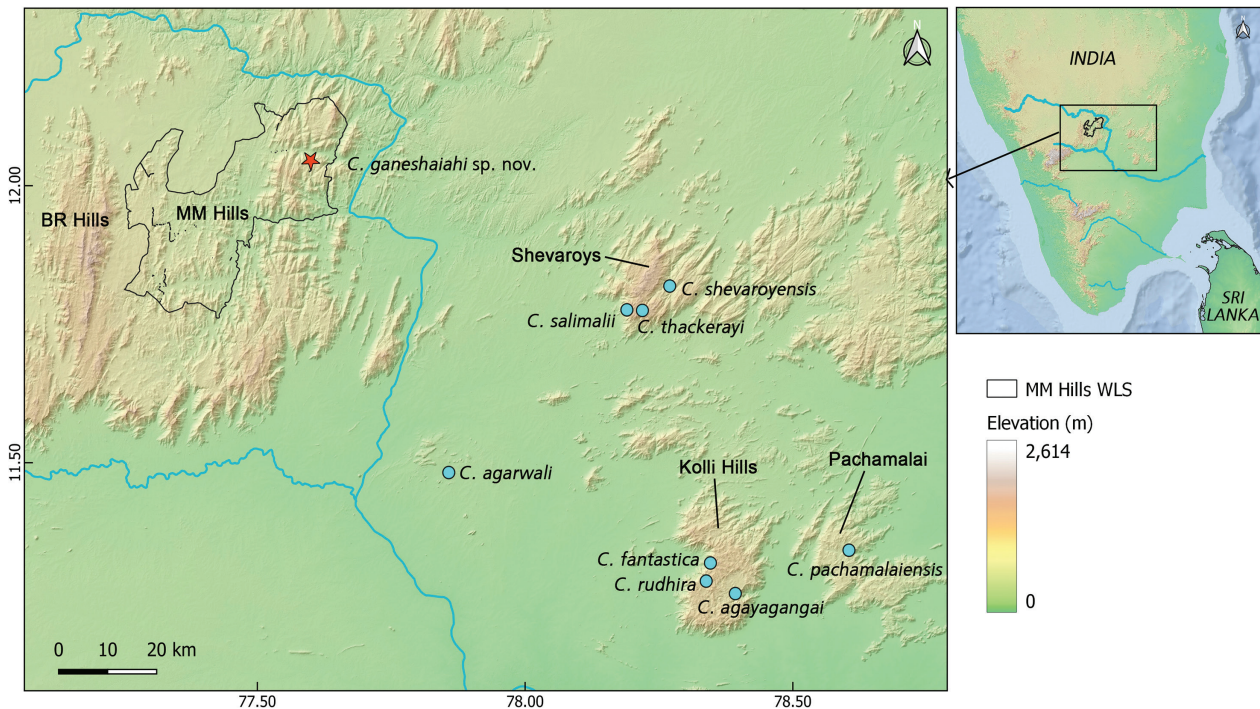 N
C. ganeshaiahi sp. nov.
12.00
BR Hills
MM Hills
Shevaroys
C. shevaroyensis
C. salimalii
C. thackerayi
11.50
C. agarwali
Kolli Hills
Pachamalai
C. fantastica
C. rudhira
C. pachamalaiensis
C. agayagangai
0 10 20 km
77.50 78.00 78.50
N
INDIA
SRI
LANKA
MM Hills WLS
Elevation (m)
2,614
0